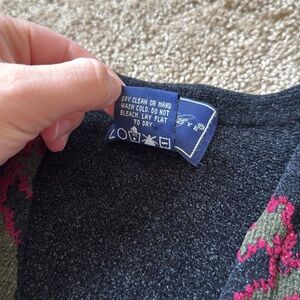 DRY CLEAN OR HAND
WASH COLD. DO NOT
BLEACH. LAY FLAT
TO DRY